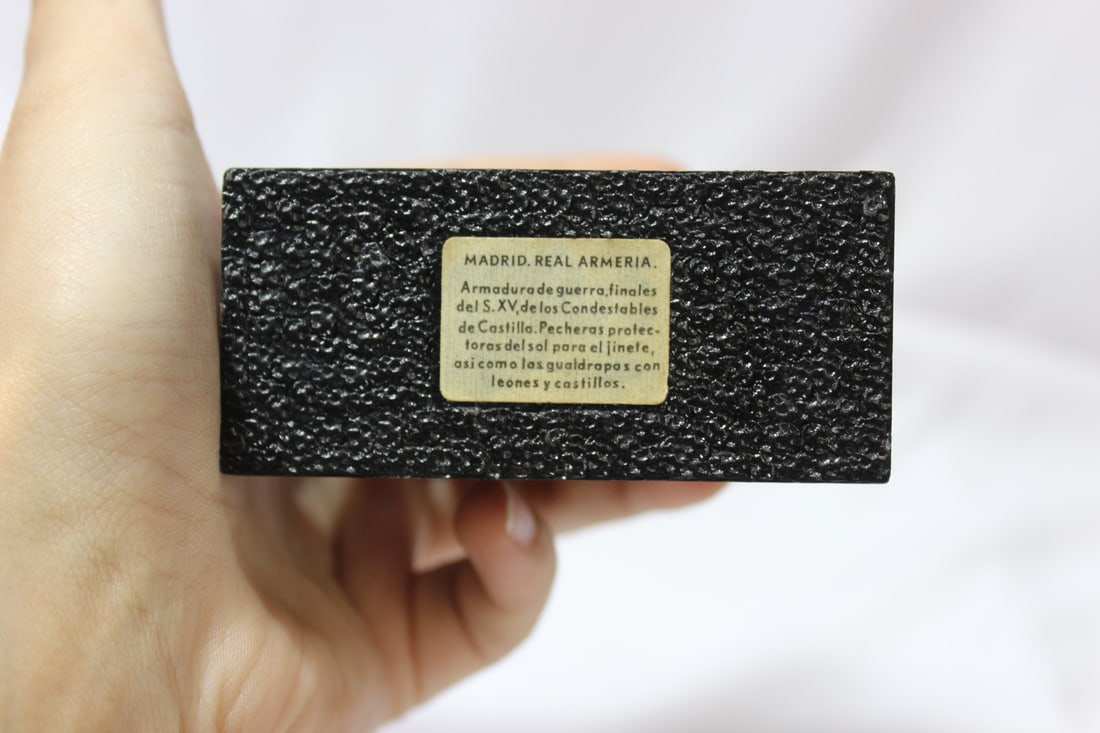 MADRID. REAL ARMERIA.
Armadura de guerra, finales
del S. XV, de los Condestables
de Castilla. Pecheras protec-
toras del sol para el jinete,
asi como las gualdrapas con
leones y castillos.